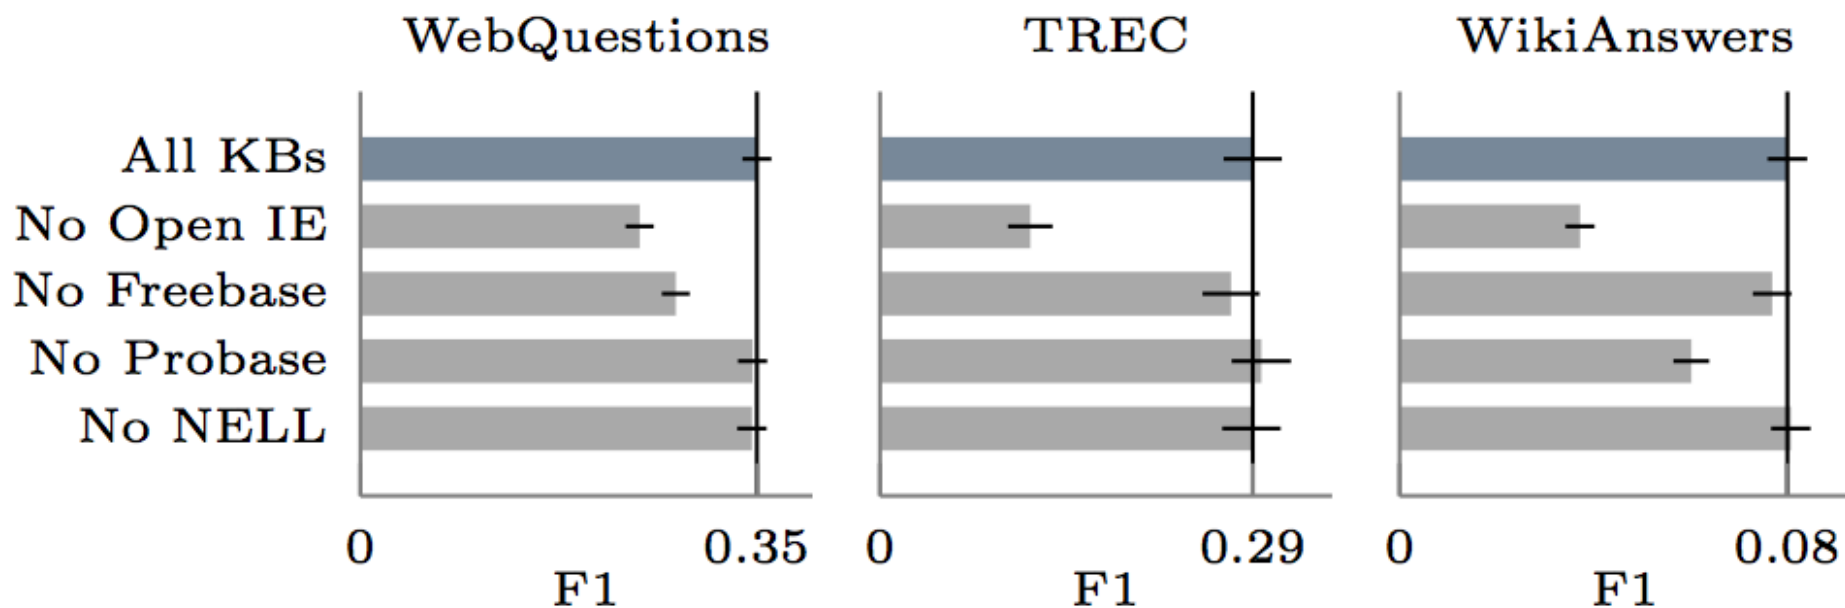 WebQuestions TREC WikiAnswers
All KBs
No Open IE
No Freebase
No Probase
No NELL
0 0.35 0 0.29 0 0.08
F1 F1 F1